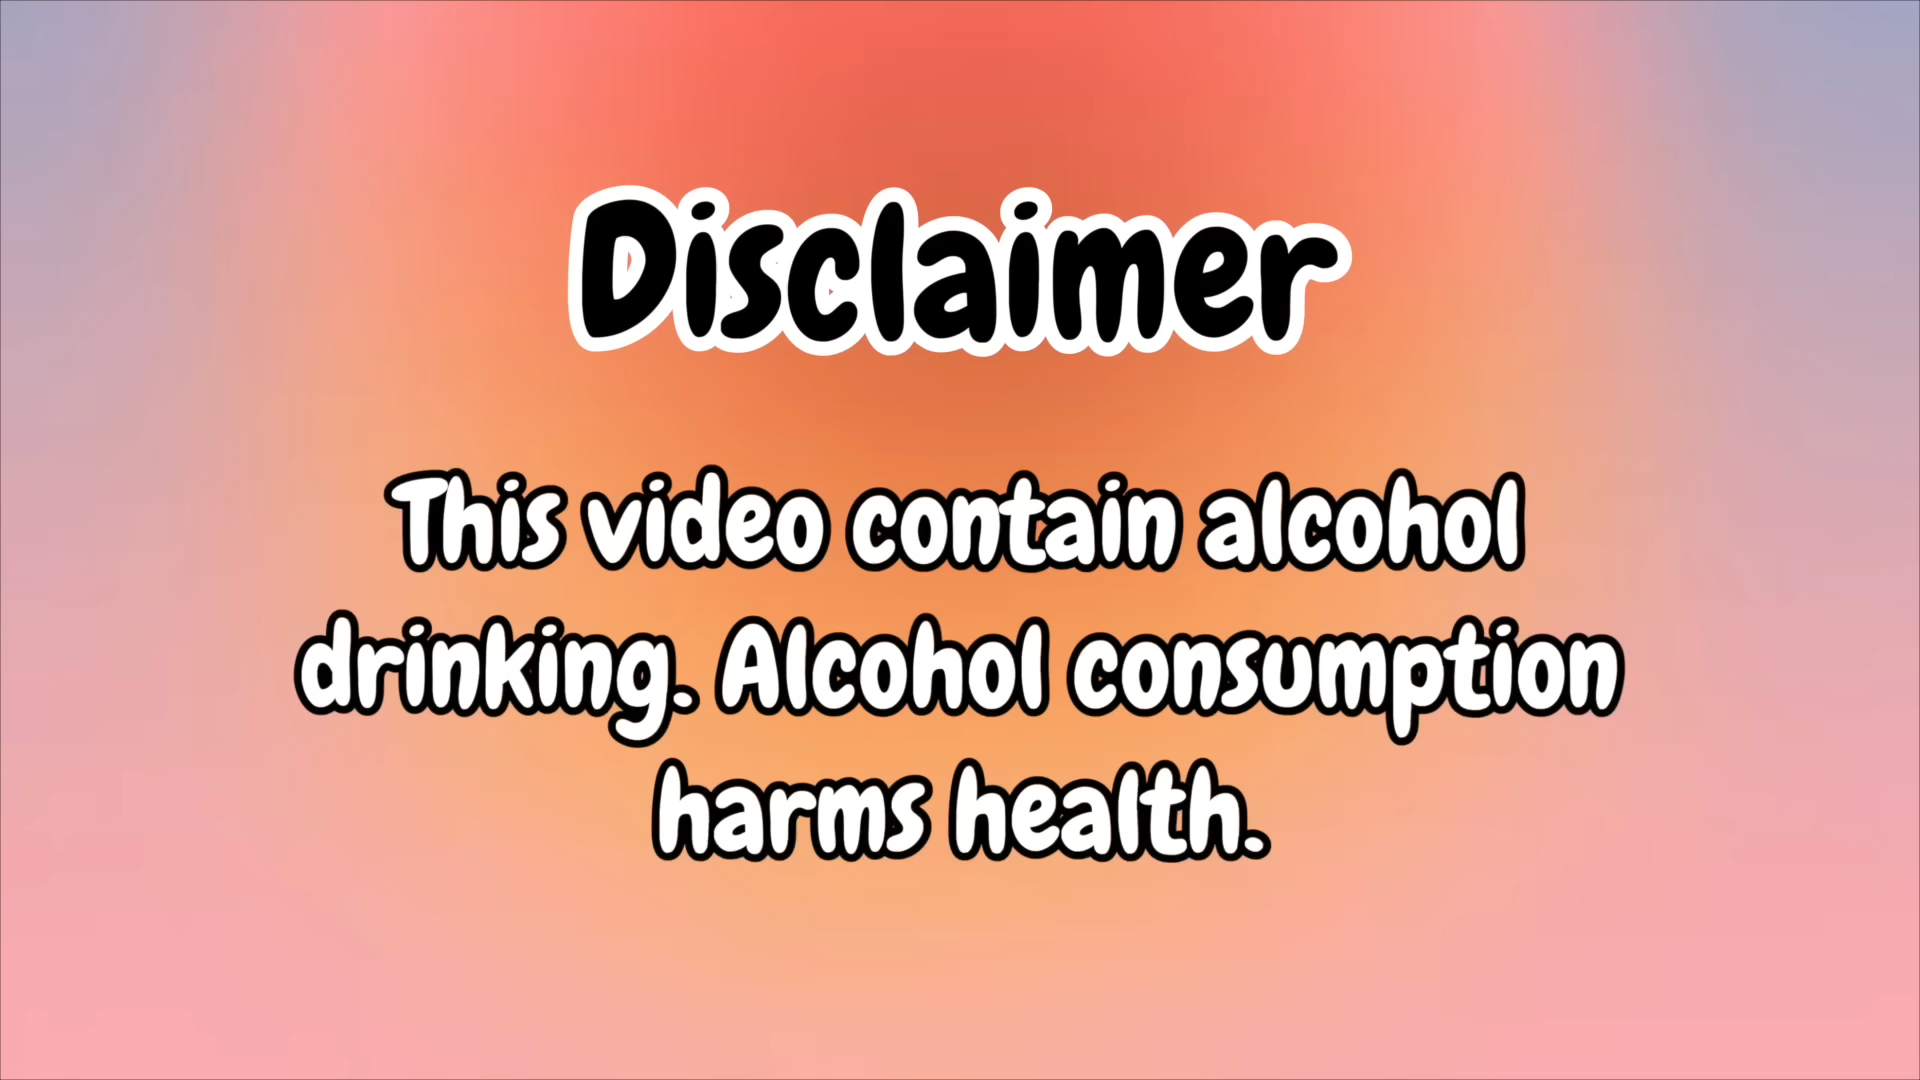 Disclaimer
This video contain alcohol
drinking. Alcohol consumption
harms health.